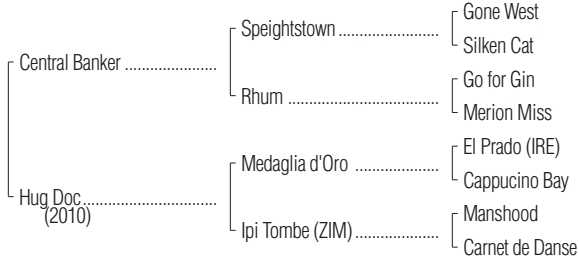 Gone West
Speightstown
Silken Cat
Central Banker
Go for Gin
Rhum
Merion Miss
El Prado (IRE)
Medaglia d'Oro
Cappucino Bay
Hug Doc
(2010)
Manshood
Ipi Tombe (ZIM)
Carnet de Danse